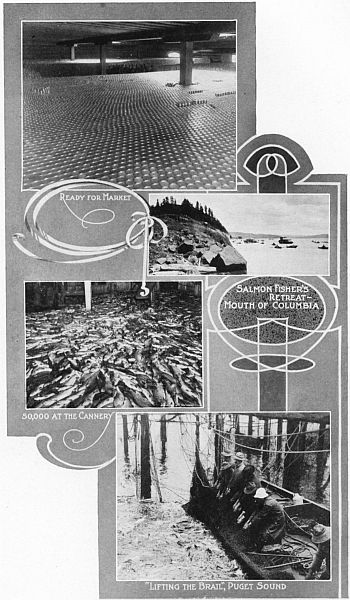 READY FOR MARKET
SALMON FISHER'S
RETREAT—
MOUTH OF COLUMBIA
50,000 AT THE CANNERY
"LIFTING THE BRAIL", PUGET SOUND